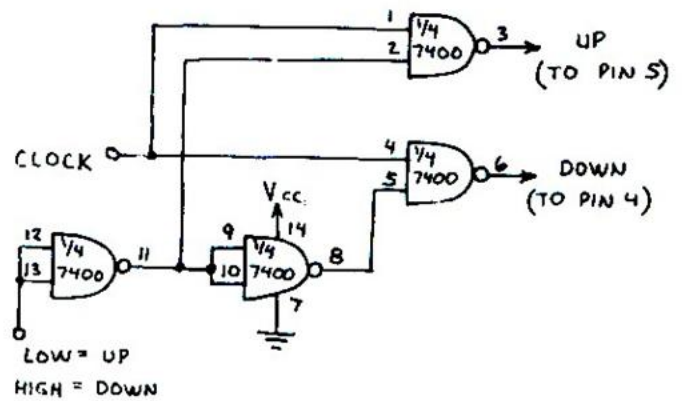 1
1/4
7400
2
3
UP
(TO PIN 5)
CLOCK
4
1/4
7400
5
6
DOWN
(TO PIN 4)
Vcc
14
12
1/4
7400
13
11
9
1/4
10
7400
8
7
LOW = UP
HIGH = DOWN